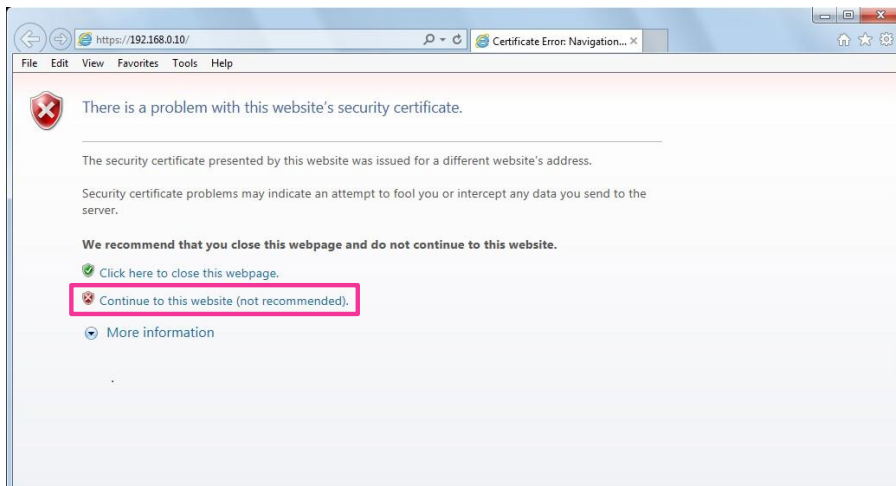 https://192.168.0.10/
Certificate Error: Navigation...
File Edit View Favorites Tools Help
There is a problem with this website's security certificate.
The security certificate presented by this website was issued for a different website's address.
Security certificate problems may indicate an attempt to fool you or intercept any data you send to the
server.
We recommend that you close this webpage and do not continue to this website.
Click here to close this webpage.
Continue to this website (not recommended).
More information
.